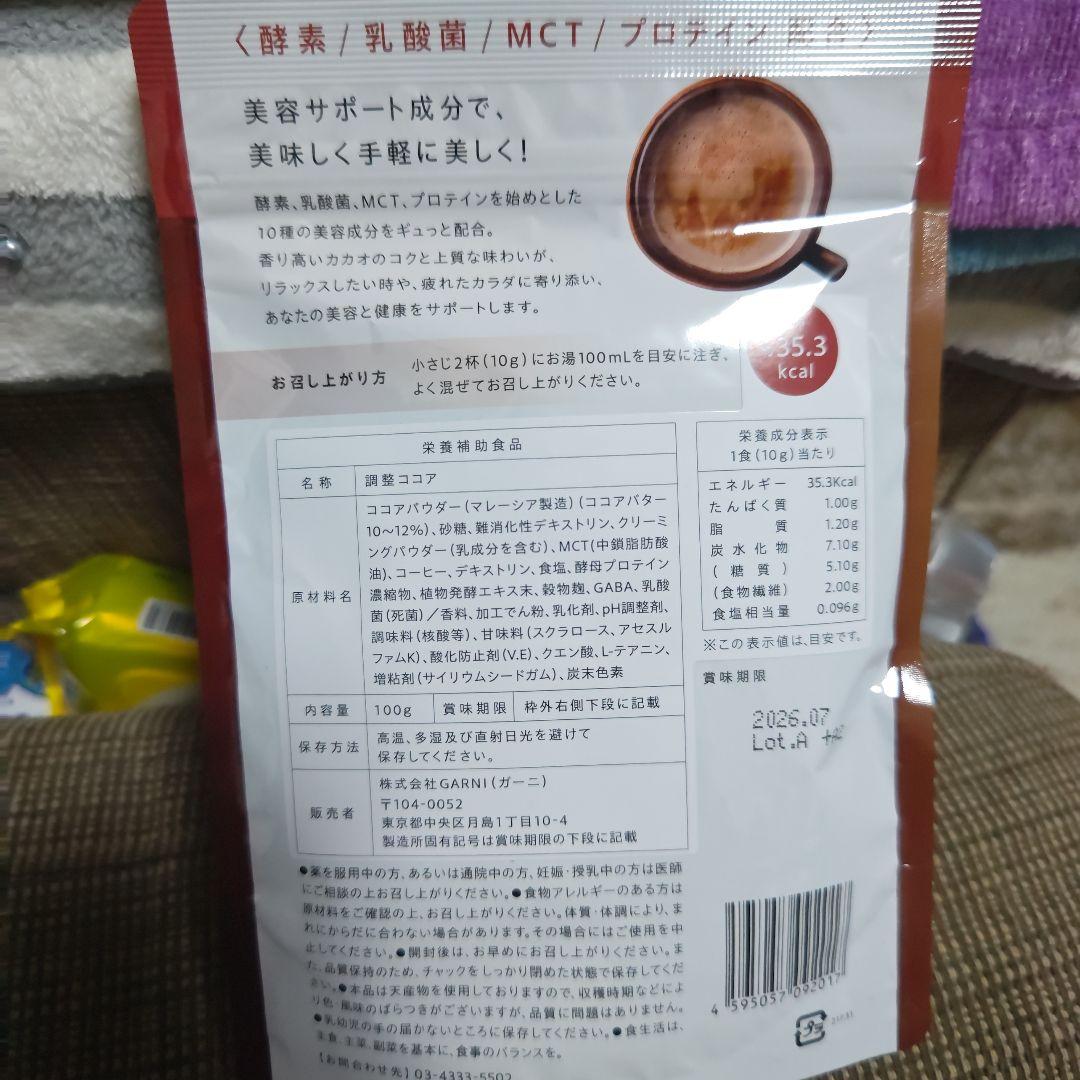 〈酵素/乳酸菌/MCT/プロテイン 配合〉
美容サポート成分で、
美味しく手軽に美しく!
酵素、乳酸菌、MCT、プロテインを始めとした
10種の美容成分をギュっと配合。
香り高いカカオのコクと上質な味わいが、
リラックスしたい時や、疲れたカラダに寄り添い、
あなたの美容と健康をサポートします。
35.3
kcal
お召し上がり方
小さじ2杯(10g)にお湯100mLを目安に注ぎ、
よく混ぜてお召し上がりください。
栄養補助食品
名称 調整ココア
原材料名
ココアパウダー(マレーシア製造)(ココアバター
10〜12%)、砂糖、難消化性デキストリン、クリーミ
ングパウダー(乳成分を含む)、MCT(中鎖脂肪酸
油)、コーヒー、デキストリン、食塩、酵母プロテイン
濃縮物、植物発酵エキス末、穀物麹、GABA、乳酸
菌(死菌)/香料、加工でん粉、乳化剤、pH調整剤、
調味料(核酸等)、甘味料(スクラロース、アセスル
ファムK)、酸化防止剤(V.E)、クエン酸、L-テアニン、
増粘剤(サイリウムシードガム)、炭末色素
内容量 100g 賞味期限 枠外右側下段に記載
保存方法
高温、多湿及び直射日光を避けて
保存してください。
販売者
株式会社GARNI(ガーニ)
〒104-0052
東京都中央区月島1丁目10-4
製造所固有記号は賞味期限の下段に記載
栄養成分表示
1食(10g)当たり
エネルギー 35.3Kcal
たんぱく質 1.00g
脂質 1.20g
炭水化物 7.10g
(糖質) 5.10g
(食物繊維) 2.00g
食塩相当量 0.096g
※この表示値は、目安です。
賞味期限
2026.07
Lot.A
●薬を服用中の方、あるいは通院中の方、妊娠・授乳中の方は医師
にご相談の上お召し上がりください。●食物アレルギーのある方は
原材料をご確認の上、お召し上がりください。体質・体調により、ま
れにからだに合わない場合があります。その場合にはご使用を中
止してください。●開封後は、お早めにお召し上がりください。ま
た、品質保持のため、チャックをしっかり閉めた状態で保存してくだ
さい。●本品は天産物を使用しておりますので、収穫時期などによ
り色・風味のばらつきがございますが、品質に問題はありません。
●乳幼児の手の届かないところに保存してください。●食生活は、
主食、主菜、副菜を基本に、食事のバランスを。
【お問合わせ先】03-4333-5502
4 595057 092017